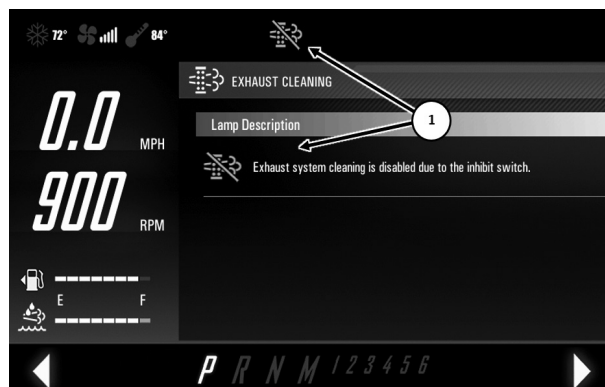 72° 84°
EXHAUST CLEANING
Lamp Description
1
0.0 MPH
Exhaust system cleaning is disabled due to the inhibit switch.
900 RPM
E F
P R N M 1 2 3 4 5 6